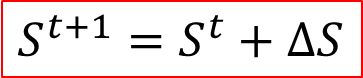 S^{t+1} = S^t + ΔS